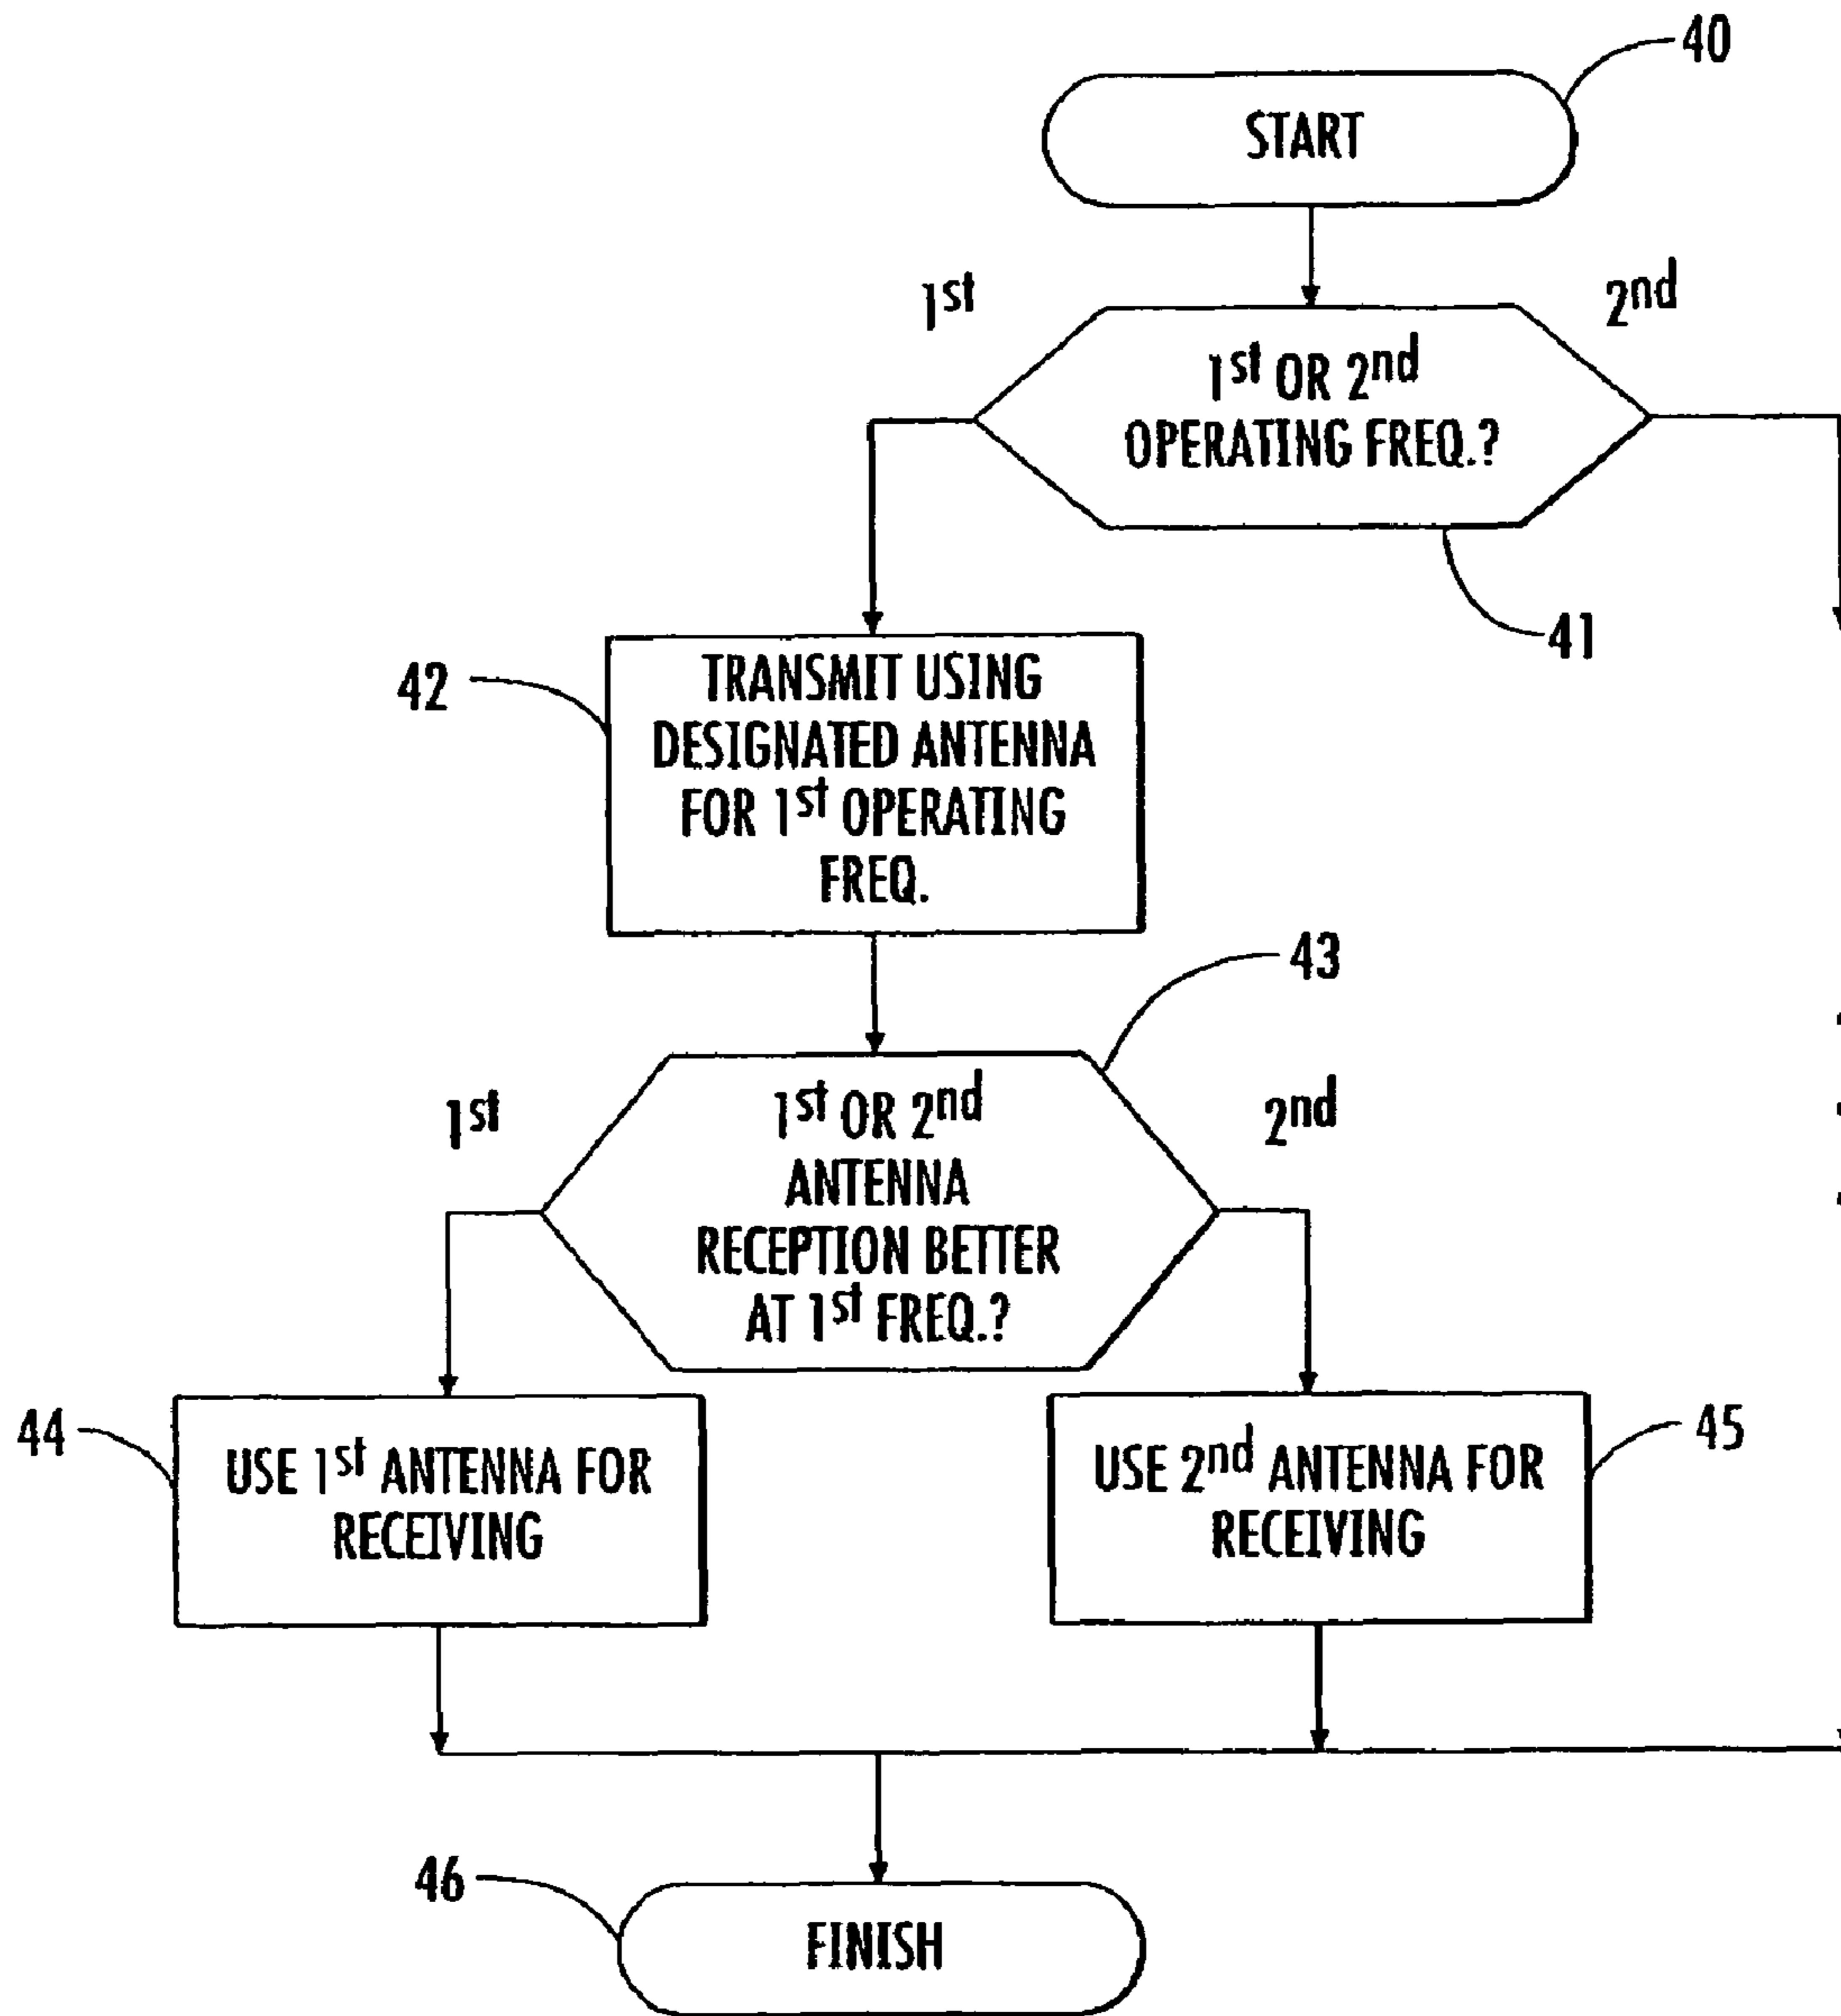 40
START
1st
2nd
1st OR 2nd
OPERATING FREQ.?
41
42
TRANSMIT USING
DESIGNATED ANTENNA
FOR 1st OPERATING
FREQ.
43
1st
2nd
1st OR 2nd
ANTENNA
RECEPTION BETTER
AT 1st FREQ.?
44
USE 1st ANTENNA FOR
RECEIVING
USE 2nd ANTENNA FOR
RECEIVING
45
46
FINISH